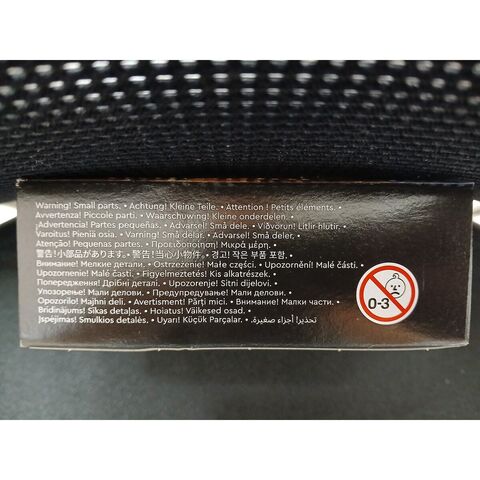 Warning! Small parts. • Achtung! Kleine Teile. • Attention ! Petits éléments. •
Avvertenza! Piccole parti. • Waarschuwing! Kleine onderdelen. •
¡Advertencia! Partes pequeñas. • Advarsel! Små dele. • Viðvörun! Litlir hlutir. •
Varoitus! Pieniä osia. • Varning! Små delar. • Advarsel! Små deler. •
Atenção! Pequenas partes. • Προειδοποίηση! Μικρά μέρη. •
警告!小部品があります。警告!当心小物件。• 경고! 작은 부품 포함. •
Внимание! Мелкие детали. • Ostrzeżenie! Małe części. • Upozornění! Malé části. •
Upozornenie! Malé časti. • Figyelmeztetés! Kis alkatrészek. •
Попередження! Дрібні деталі. • Upozorenje! Sitni dijelovi. •
Упозорење! Мали делови. • Предупредување! Мали делови. •
Opozorilo! Majhni deli. • Avertisment! Părți mici. • Внимание! Малки части. •
Brīdinājums! Sīkas detaļas. • Hoiatus! Väikesed osad. •
Įspėjimas! Smulkios detalės. • Uyarı! Küçük Parçalar. • تحذير! أجزاء صغيرة.
0-3